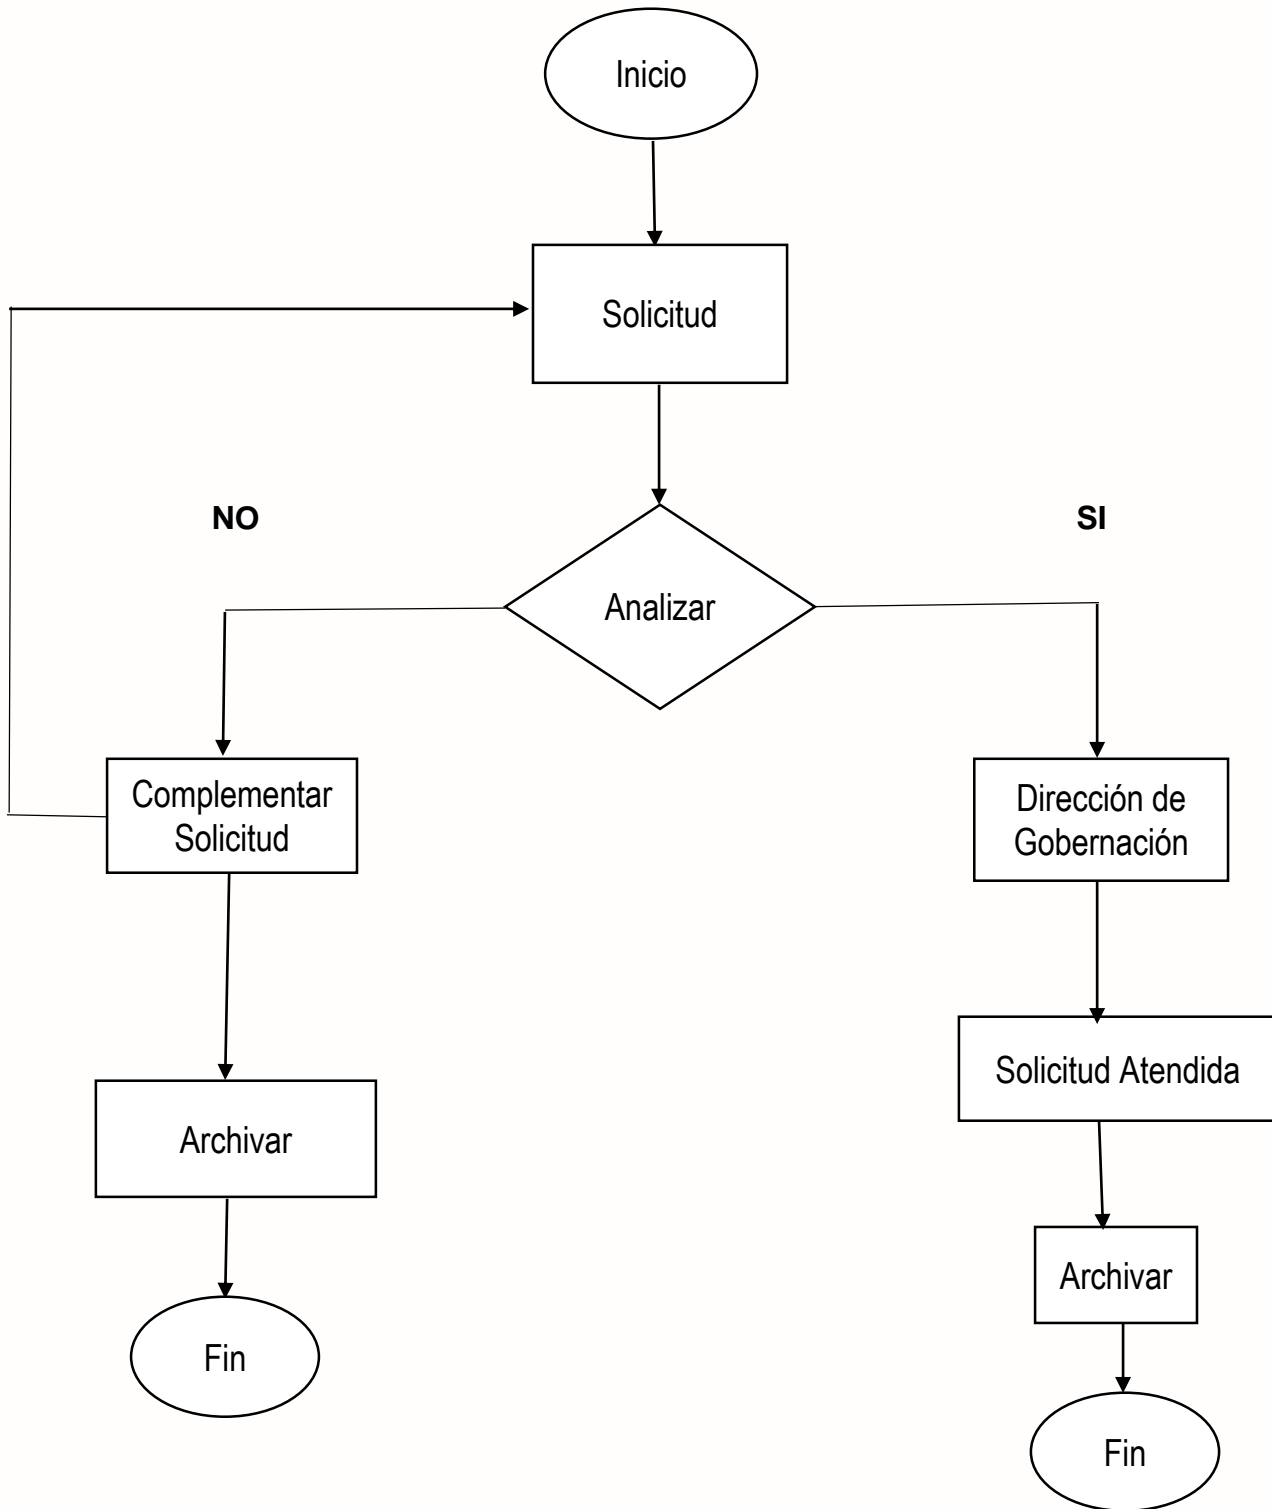 Inicio
Solicitud
NO
SI
Analizar
Complementar
Solicitud
Dirección de
Gobernación
Solicitud Atendida
Archivar
Archivar
Fin
Fin